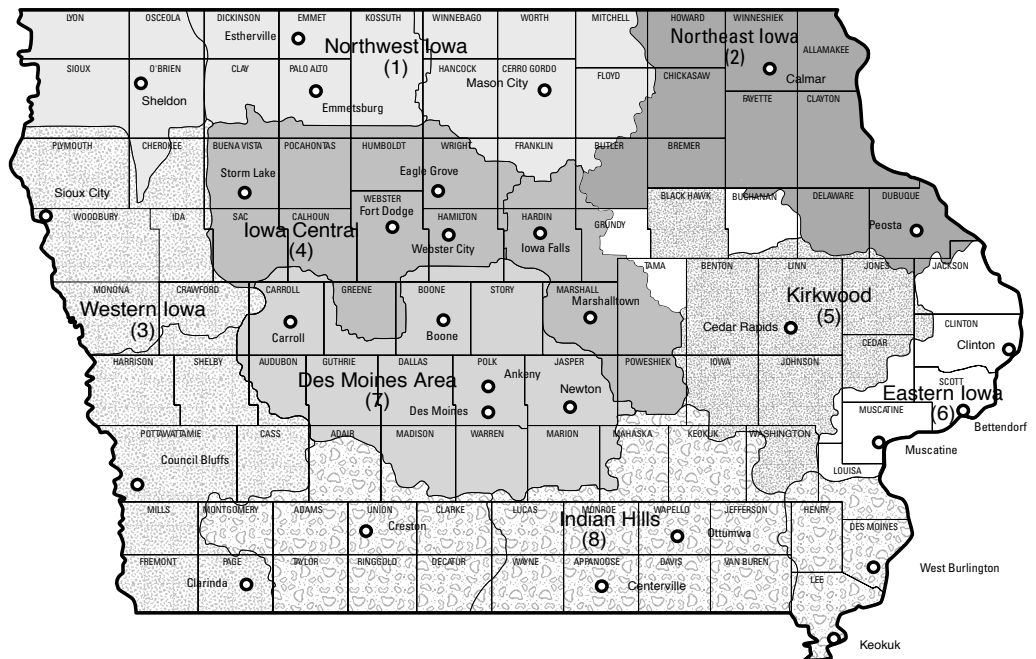 LYON
OSCEOLA
DICKINSON
EMMET
KOSSUTH
WINNEBAGO
WORTH
MITCHELL
HOWARD
WINNESHIEK
ALLAMAKEE
Estherville
Northwest Iowa
(1)
Northeast Iowa
(2)
SIOUX
O'BRIEN
CLAY
PALO ALTO
HANCOCK
CERRO GORDO
FLOYD
CHICKASAW
Mason City
Calmar
Sheldon
Emmetsburg
FAYETTE
CLAYTON
PLYMOUTH
CHEROKEE
BUENA VISTA
POCAHONTAS
HUMBOLDT
WRIGHT
FRANKLIN
BUTLER
BREMER
Storm Lake
Eagle Grove
Sioux City
WEBSTER
Fort Dodge
BLACK HAWK
BUCHANAN
DELAWARE
DUBUQUE
WOODBURY
IDA
SAC
CALHOUN
HAMILTON
HARDIN
GRUNDY
Peosta
Iowa Central
(4)
Webster City
Iowa Falls
TAMA
BENTON
LINN
JONES
JACKSON
MONONA
CRAWFORD
CARROLL
GREENE
BOONE
STORY
MARSHALL
Marshalltown
Western Iowa
(3)
Kirkwood
(5)
Carroll
Boone
Cedar Rapids
CLINTON
Clinton
CEDAR
HARRISON
SHELBY
AUDUBON
GUTHRIE
DALLAS
POLK
JASPER
POWESHIEK
IOWA
JOHNSON
Ankeny
Des Moines Area
(7)
Newton
Des Moines
SCOTT
Eastern Iowa
(6)
MUSCATINE
Bettendorf
POTTAWATTAMIE
CASS
ADAIR
MADISON
WARREN
MARION
MAHASKA
KEOKUK
WASHINGTON
Muscatine
Council Bluffs
LOUISA
MILLS
MONTGOMERY
ADAMS
UNION
CLARKE
LUCAS
MONROE
WAPELLO
JEFFERSON
HENRY
Creston
Indian Hills
(8)
Ottumwa
DES MOINES
FREMONT
PAGE
TAYLOR
RINGGOLD
DECATUR
WAYNE
APPANOOSE
DAVIS
VAN BUREN
West Burlington
Clarinda
Centerville
LEE
Keokuk